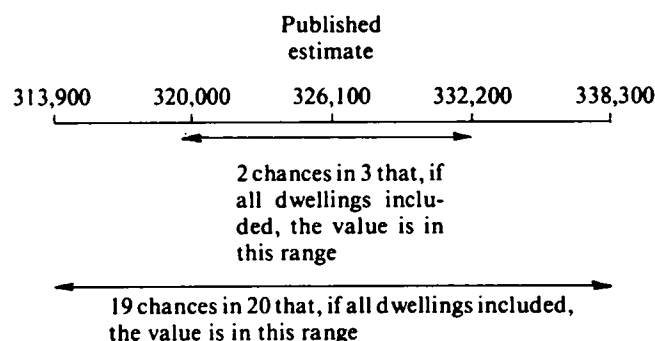 Published
estimate
313,900 320,000 326,100 332,200 338,300
2 chances in 3 that, if
all dwellings inclu-
ded, the value is in
this range
19 chances in 20 that, if all dwellings included,
the value is in this range